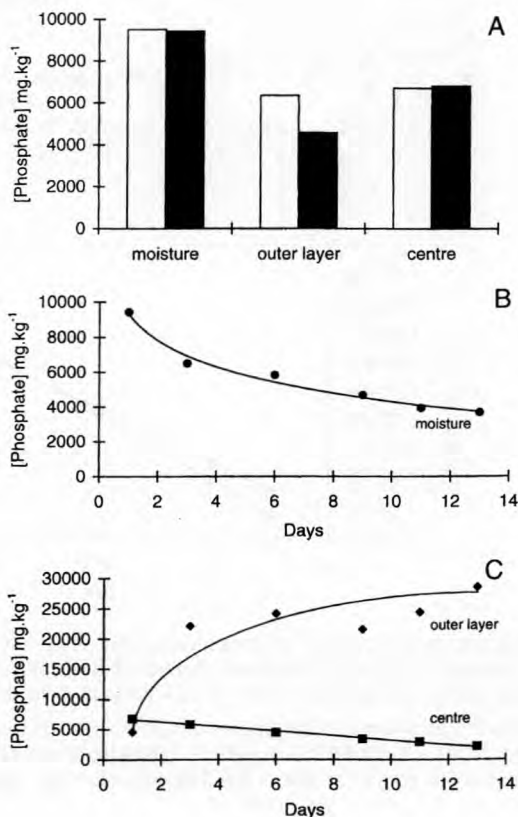 A
[Phosphate] mg.kg-1
10000
8000
6000
4000
2000
0
moisture outer layer centre
B
[Phosphate] mg.kg-1
10000
8000
6000
4000
2000
0
moisture
0 2 4 6 8 10 12 14
Days
C
[Phosphate] mg.kg-1
30000
25000
20000
15000
10000
5000
0
outer layer
centre
0 2 4 6 8 10 12 14
Days